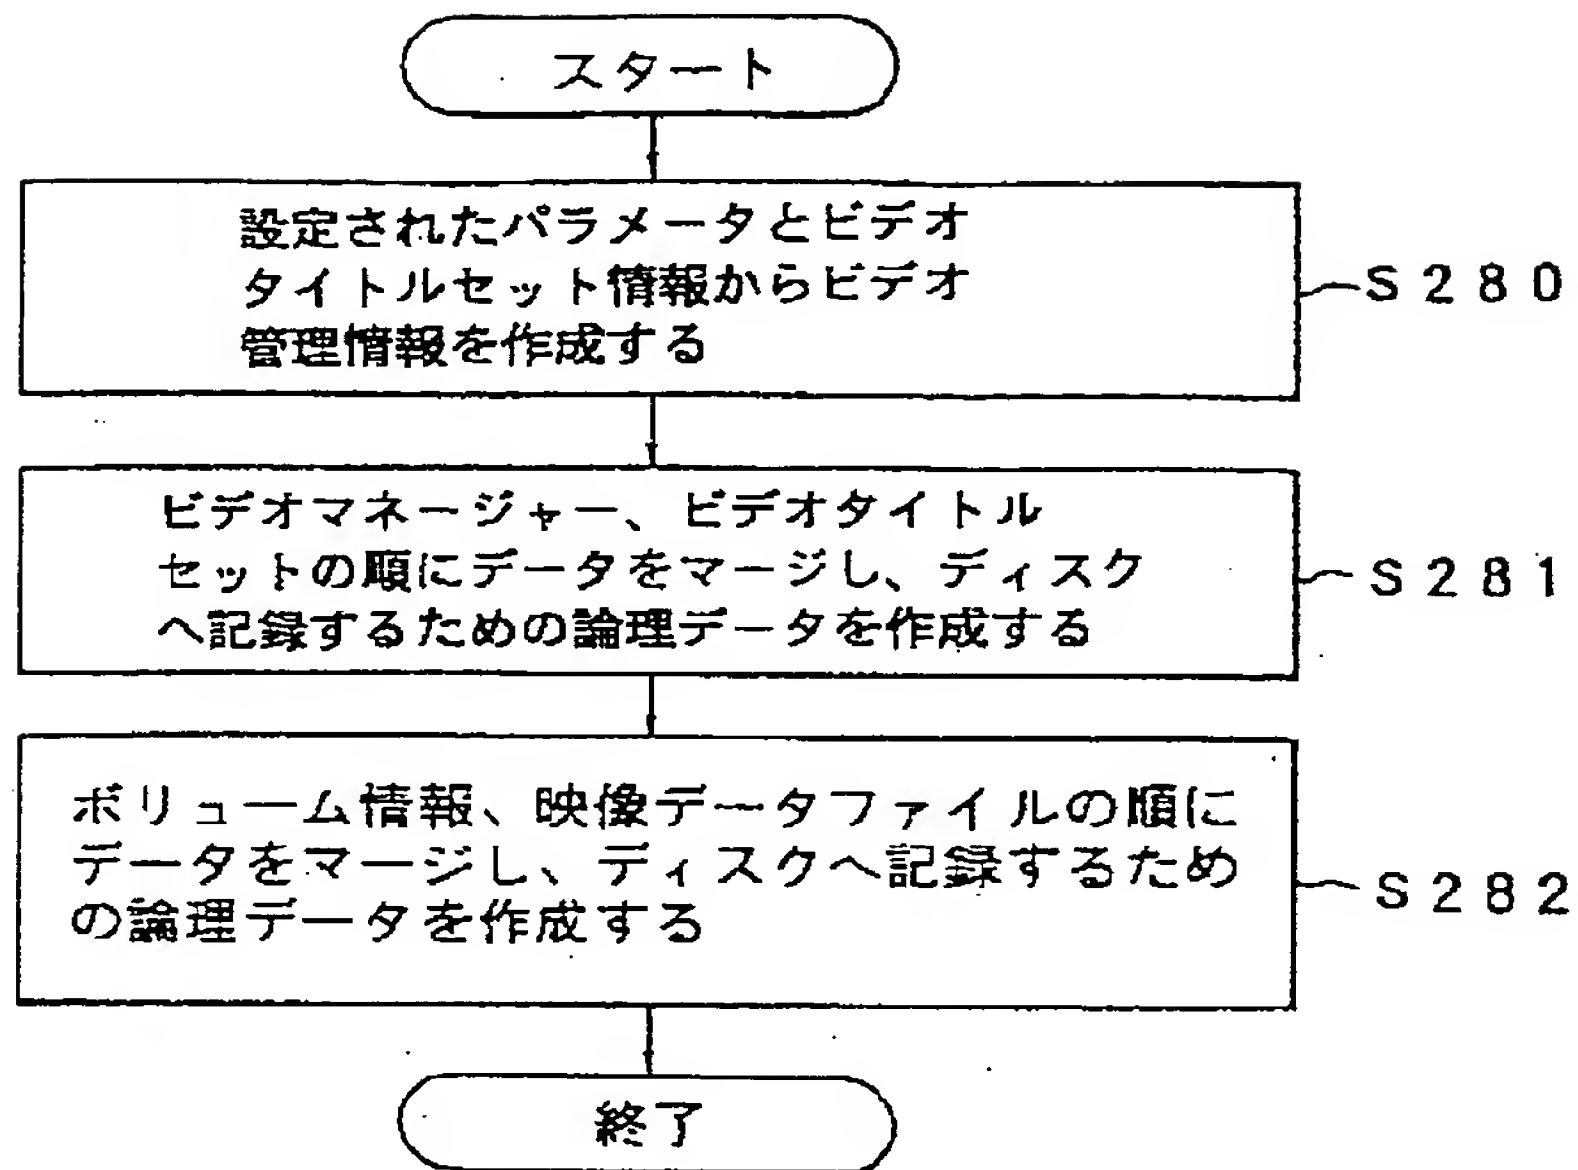 スタート
設定されたパラメータとビデオ
タイトルセット情報からビデオ
管理情報を作成する
S280
ビデオマネージャー、ビデオタイトル
セットの順にデータをマージし、ディスク
へ記録するための論理データを作成する
S281
ボリューム情報、映像データファイルの順に
データをマージし、ディスクへ記録するため
の論理データを作成する
S282
終了